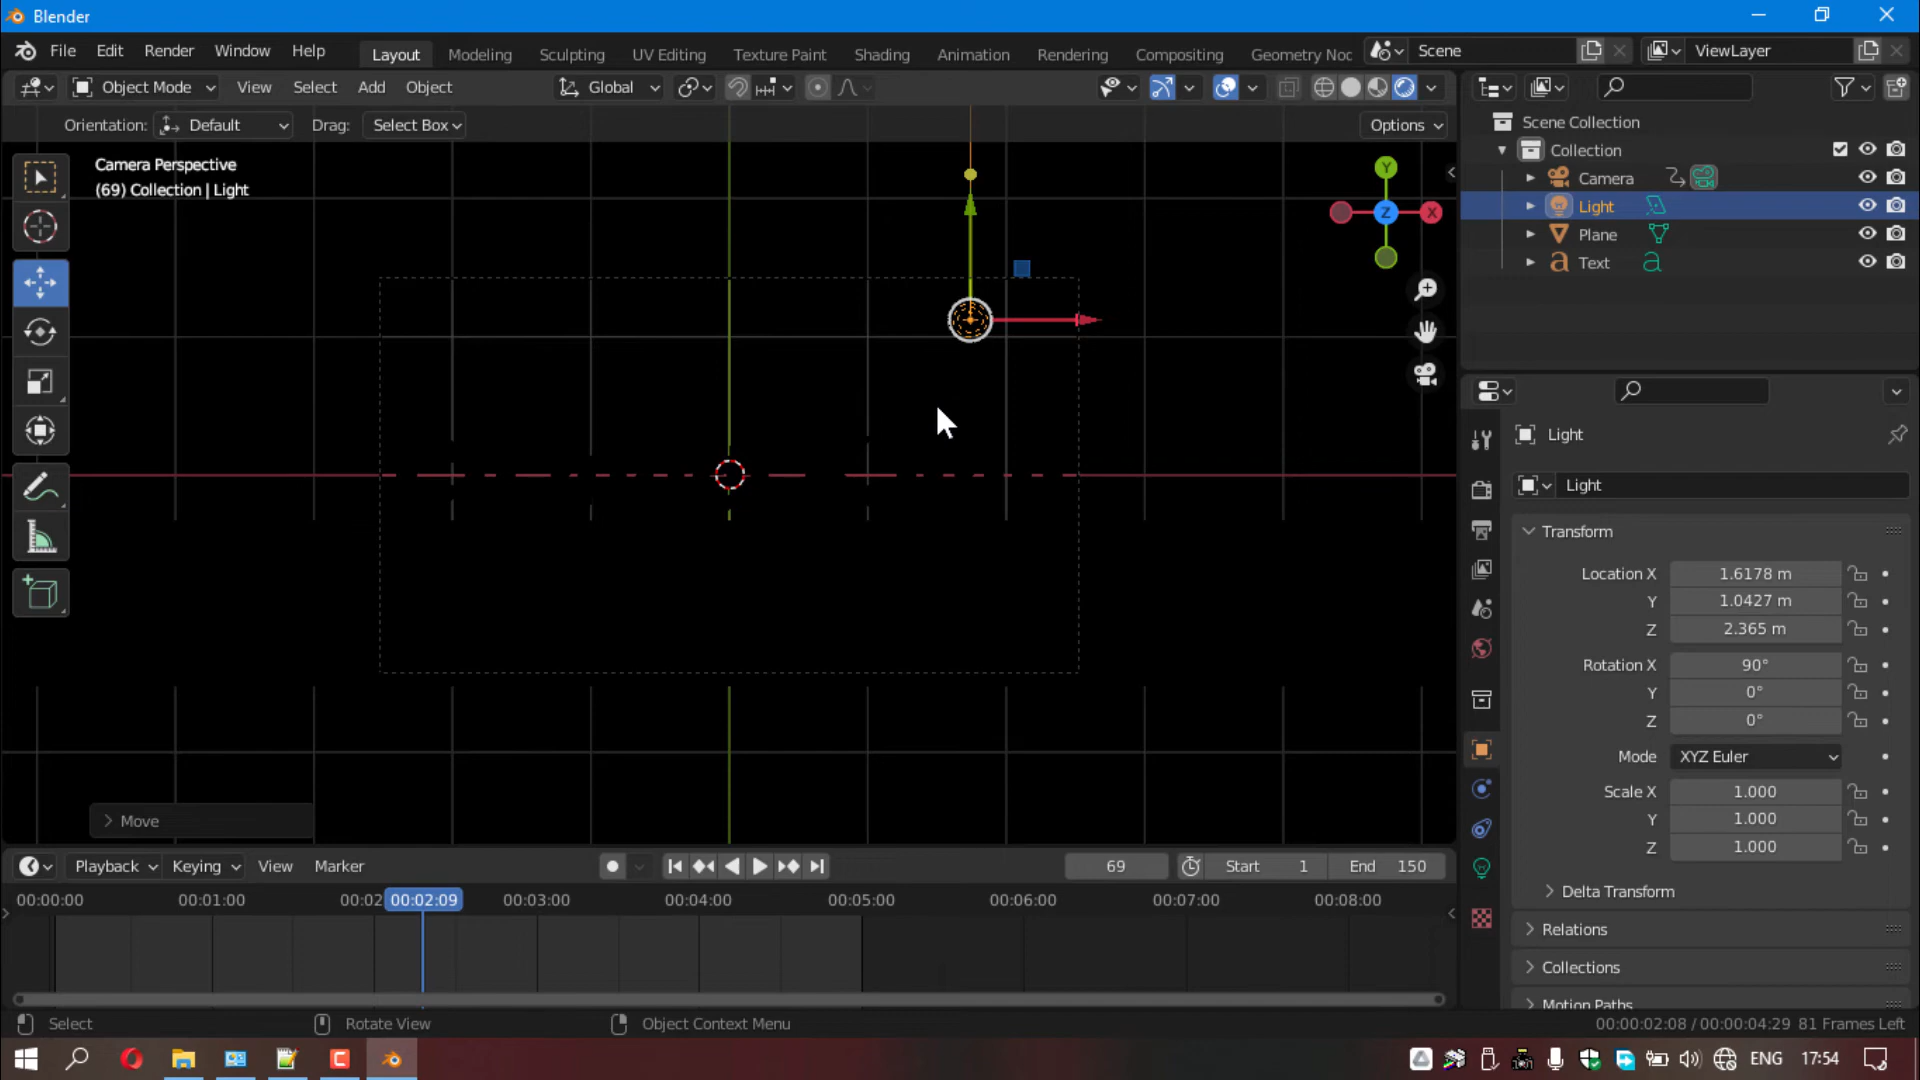 Blender
File Edit Render Window Help
Layout Modeling Sculpting UV Editing Texture Paint Shading Animation Rendering Compositing Geometry Noc
Scene
ViewLayer
Object Mode View Select Add Object
Global
Orientation: Default Drag: Select Box
Options
Camera Perspective
(69) Collection | Light
Y
Z
X
Move
Scene Collection
Collection
Camera
Light
Plane
Text
Light
Light
Transform
Location X 1.6178 m
Y 1.0427 m
Z 2.365 m
Rotation X 90°
Y 0°
Z 0°
Mode XYZ Euler
Scale X 1.000
Y 1.000
Z 1.000
Delta Transform
Relations
Collections
Motion Paths
Playback Keying View Marker
69 Start 1 End 150
00:00:00 00:01:00 00:02 00:02:09 00:03:00 00:04:00 00:05:00 00:06:00 00:07:00 00:08:00
Select Rotate View Object Context Menu
00:00:02:08 / 00:00:04:29 81 Frames Left
ENG 17:54